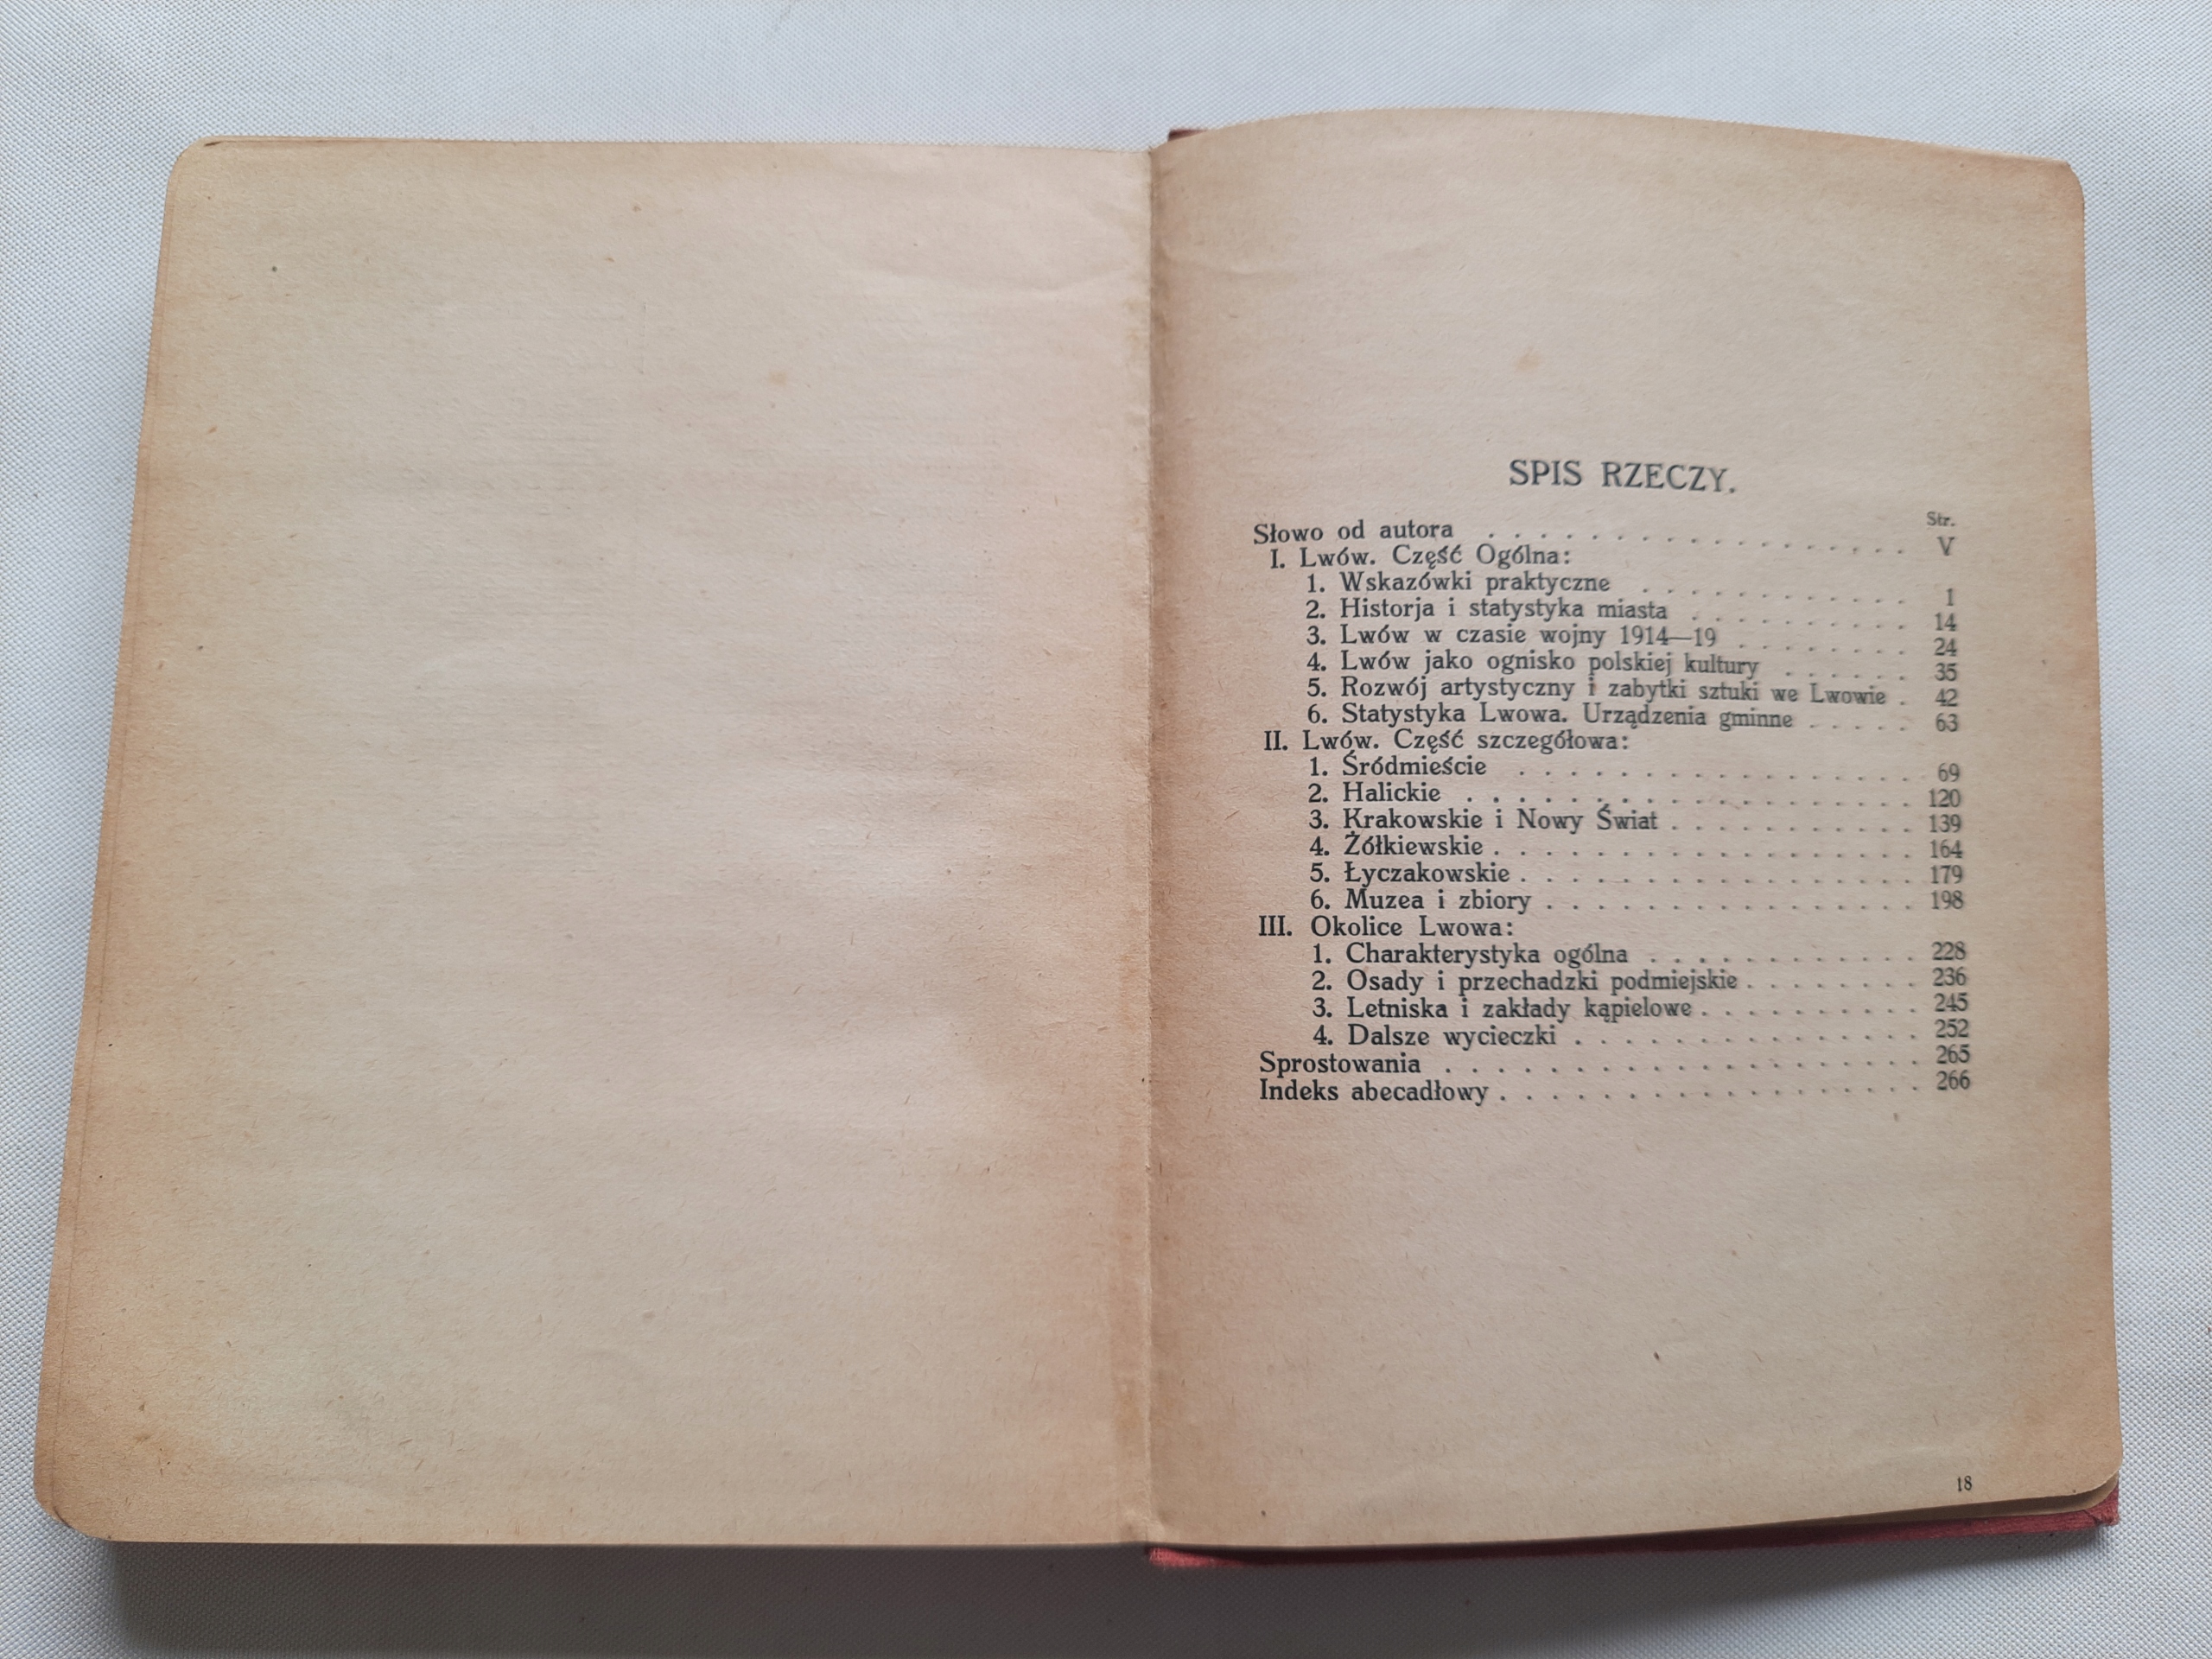 SPIS RZECZY.
Str.
Słowo od autora . . . . . . . . . . . . . . . . . V
I. Lwów. Część Ogólna:
1. Wskazówki praktyczne . . . . . . . . . . . 1
2. Historja i statystyka miasta . . . . . . . . . 14
3. Lwów w czasie wojny 1914—19 . . . . . . . 24
4. Lwów jako ognisko polskiej kultury . . . . . . 35
5. Rozwój artystyczny i zabytki sztuki we Lwowie . 42
6. Statystyka Lwowa. Urządzenia gminne . . . . . 63
II. Lwów. Część szczegółowa:
1. Śródmieście . . . . . . . . . . . . . . . . 69
2. Halickie . . . . . . . . . . . . . . . . . . 120
3. Krakowskie i Nowy Świat . . . . . . . . . . 139
4. Żółkiewskie . . . . . . . . . . . . . . . . . 164
5. Łyczakowskie . . . . . . . . . . . . . . . . 179
6. Muzea i zbiory . . . . . . . . . . . . . . . 198
III. Okolice Lwowa:
1. Charakterystyka ogólna . . . . . . . . . . . 228
2. Osady i przechadzki podmiejskie . . . . . . . 236
3. Letniska i zakłady kąpielowe . . . . . . . . . 245
4. Dalsze wycieczki . . . . . . . . . . . . . . 252
Sprostowania . . . . . . . . . . . . . . . . . . . 265
Indeks abecadłowy . . . . . . . . . . . . . . . . . 266
18